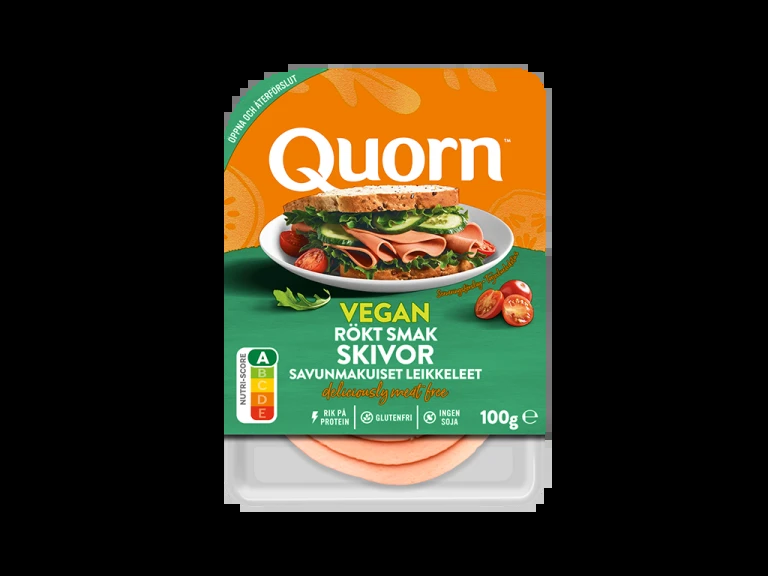 ÖPPNA OCH ÅTERFÖRSLUT
Quorn™
VEGAN
RÖKT SMAK
SKIVOR
SAVUNMAKUISET LEIKKELEET
deliciously meat free
NUTRI-SCORE
A
B
C
D
E
RIK PÅ
PROTEIN
GLUTENFRI
INGEN
SOJA
100g ℮